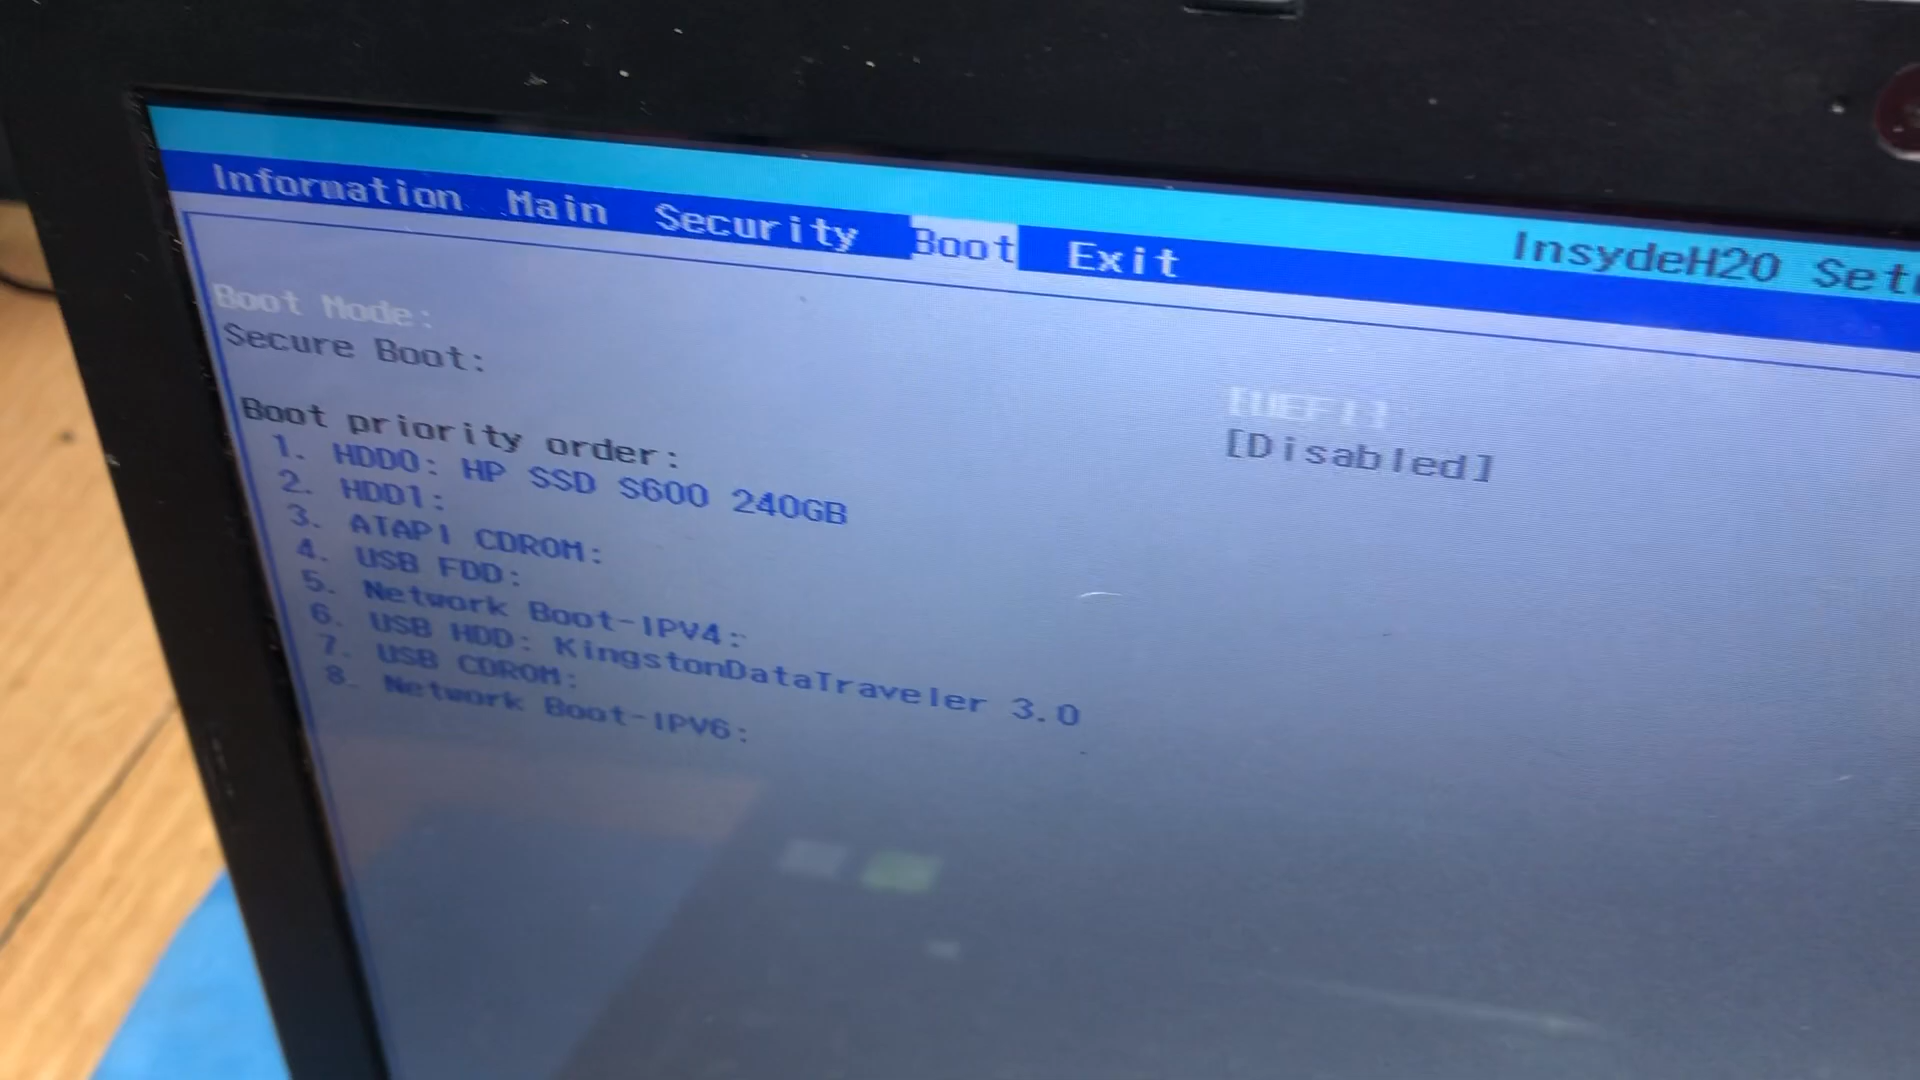 InsydeH20 Set
Information Main Security Boot Exit
Boot Mode: [UEFI]
Secure Boot: [Disabled]
Boot priority order:
1. HDD0: HP SSD S600 240GB
2. HDD1:
3. ATAPI CDROM:
4. USB FDD:
5. Network Boot-IPV4:
6. USB HDD: KingstonDataTraveler 3.0
7. USB CDROM:
8. Network Boot-IPV6: